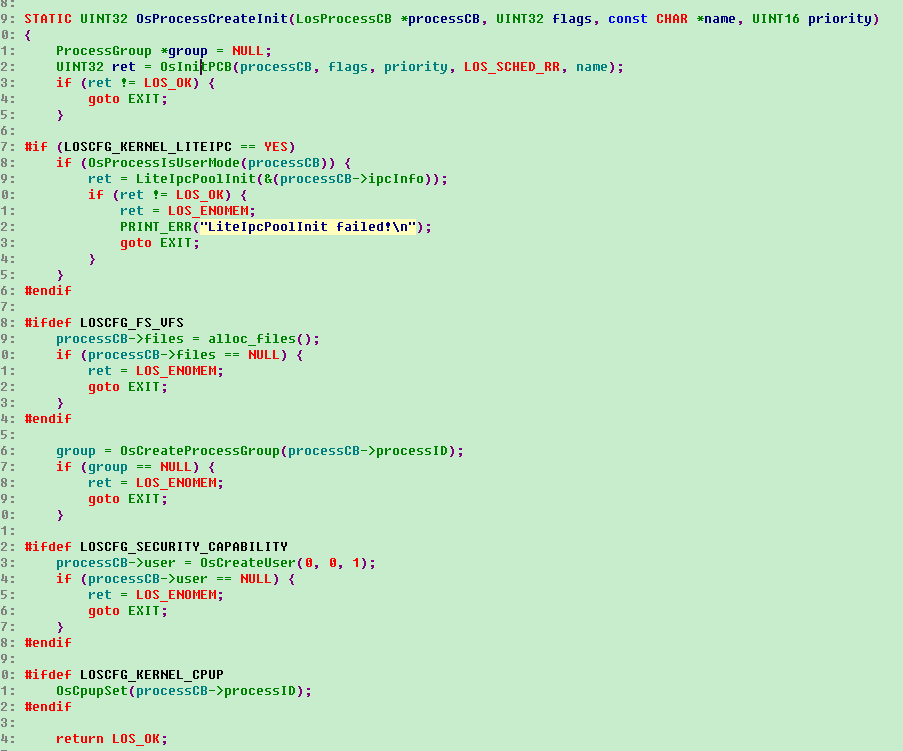 8:
9: STATIC UINT32 OsProcessCreateInit(LosProcessCB *processCB, UINT32 flags, const CHAR *name, UINT16 priority)
0: {
1:     ProcessGroup *group = NULL;
2:     UINT32 ret = OsInitPCB(processCB, flags, priority, LOS_SCHED_RR, name);
3:     if (ret != LOS_OK) {
4:         goto EXIT;
5:     }
6:
7: #if (LOSCFG_KERNEL_LITEIPC == YES)
8:     if (OsProcessIsUserMode(processCB)) {
9:         ret = LiteIpcPoolInit(&(processCB->ipcInfo));
0:         if (ret != LOS_OK) {
1:             ret = LOS_ENOMEM;
2:             PRINT_ERR("LiteIpcPoolInit failed!\n");
3:             goto EXIT;
4:         }
5:     }
6: #endif
7:
8: #ifdef LOSCFG_FS_VFS
9:     processCB->files = alloc_files();
0:     if (processCB->files == NULL) {
1:         ret = LOS_ENOMEM;
2:         goto EXIT;
3:     }
4: #endif
5:
6:     group = OsCreateProcessGroup(processCB->processID);
7:     if (group == NULL) {
8:         ret = LOS_ENOMEM;
9:         goto EXIT;
0:     }
1:
2: #ifdef LOSCFG_SECURITY_CAPABILITY
3:     processCB->user = OsCreateUser(0, 0, 1);
4:     if (processCB->user == NULL) {
5:         ret = LOS_ENOMEM;
6:         goto EXIT;
7:     }
8: #endif
9:
0: #ifdef LOSCFG_KERNEL_CPUP
1:     OsCpupSet(processCB->processID);
2: #endif
3:
4:     return LOS_OK;